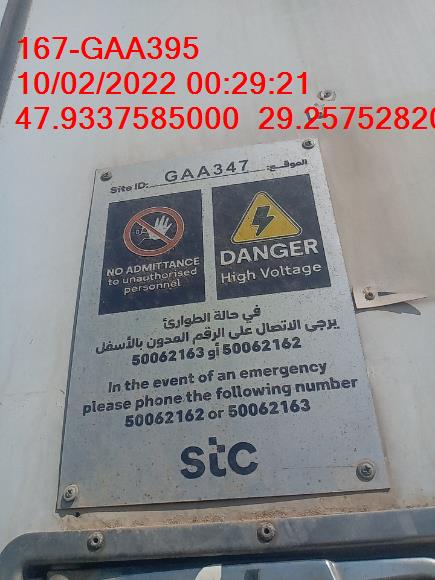 167-GAA395
10/02/2022 00:29:21
47.9337585000 29.25752820
Site ID: GAA347 الموقع:
NO ADMITTANCE
to unauthorised
personnel
DANGER
High Voltage
في حالة الطوارئ
يرجى الاتصال على الرقم المدون بالأسفل
50062162 أو 50062163
In the event of an emergency
please phone the following number
50062162 or 50062163
stc